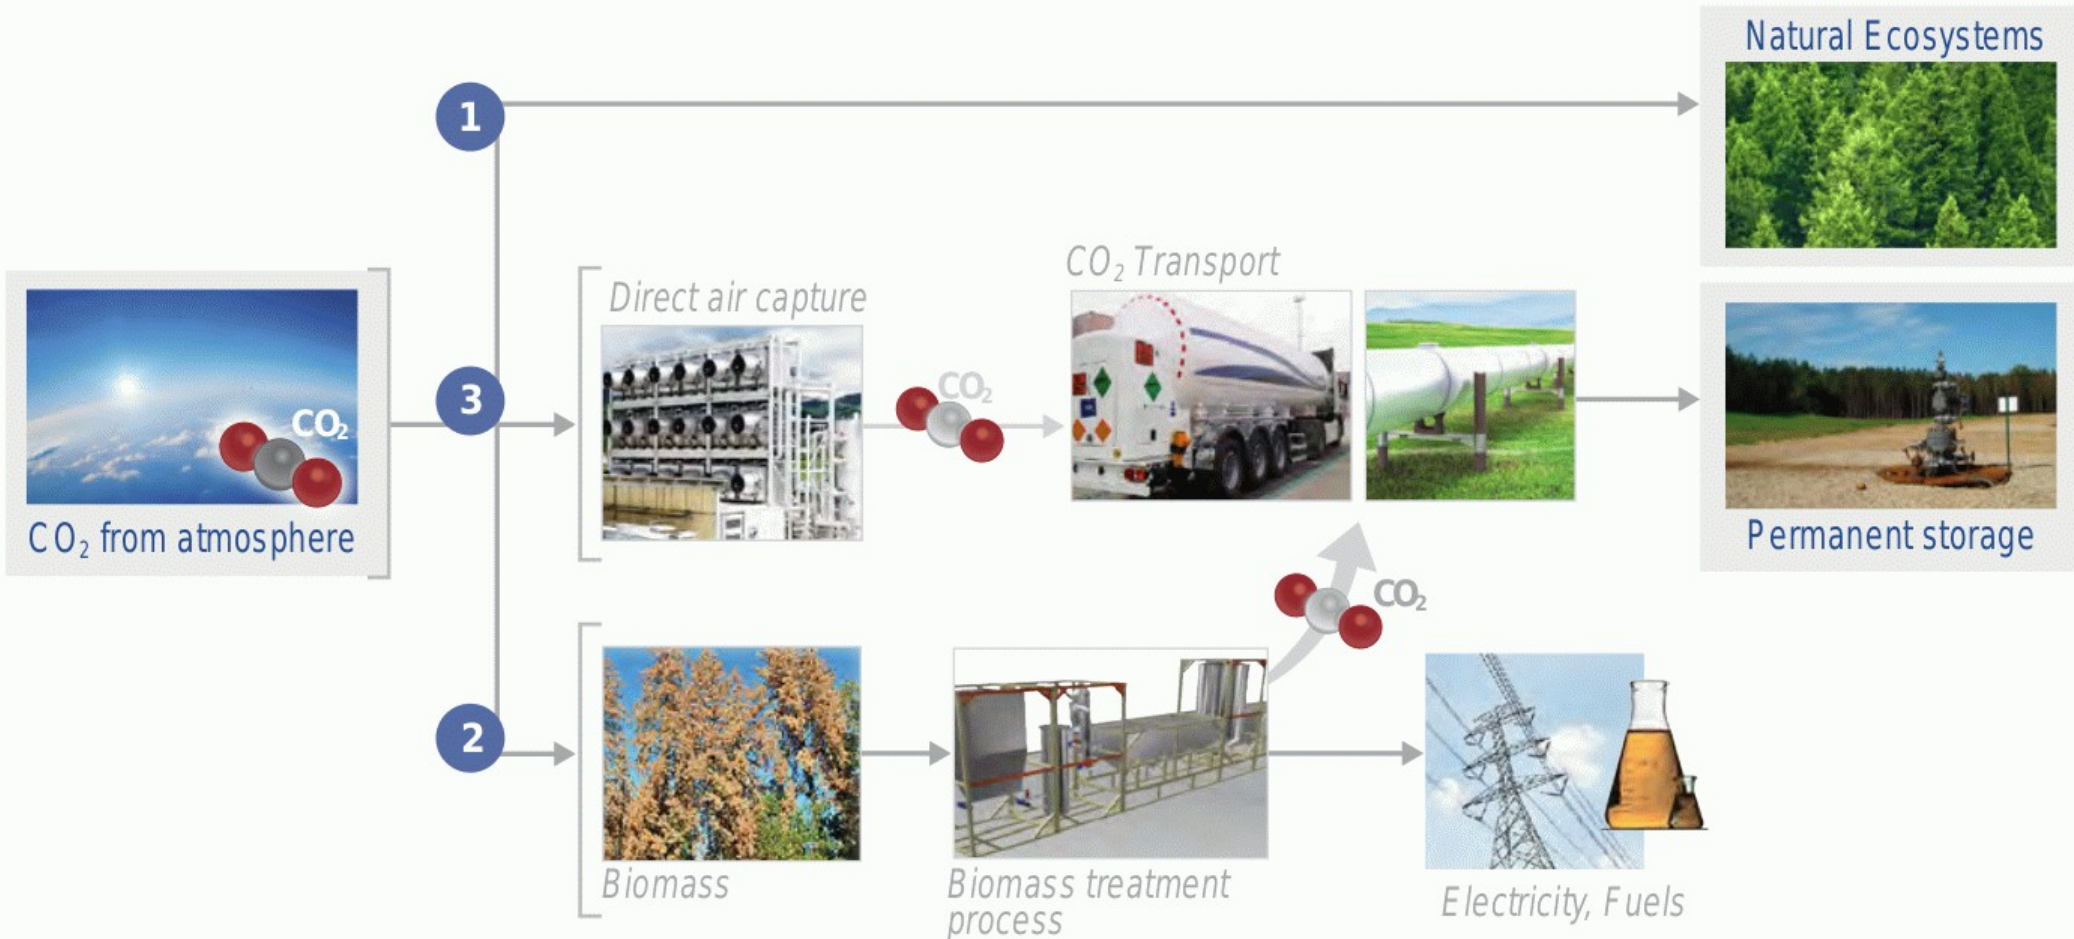 Natural Ecosystems
1
CO₂ Transport
Direct air capture
3
CO₂
CO₂
CO₂ from atmosphere
Permanent storage
CO₂
2
Biomass
Biomass treatment
process
Electricity, Fuels